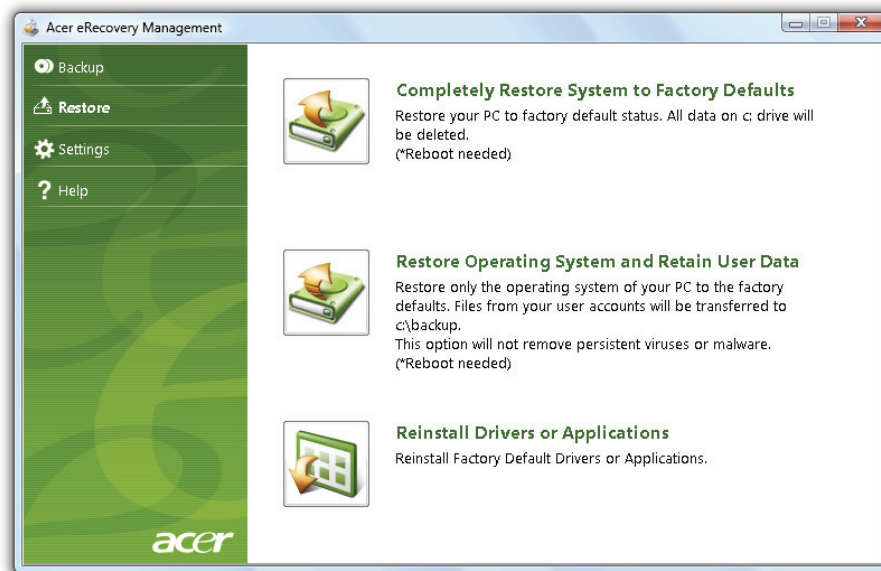 Acer eRecovery Management
Backup
Restore
Settings
? Help
acer
Completely Restore System to Factory Defaults
Restore your PC to factory default status. All data on c: drive will
be deleted.
(*Reboot needed)
Restore Operating System and Retain User Data
Restore only the operating system of your PC to the factory
defaults. Files from your user accounts will be transferred to
c:\backup.
This option will not remove persistent viruses or malware.
(*Reboot needed)
Reinstall Drivers or Applications
Reinstall Factory Default Drivers or Applications.